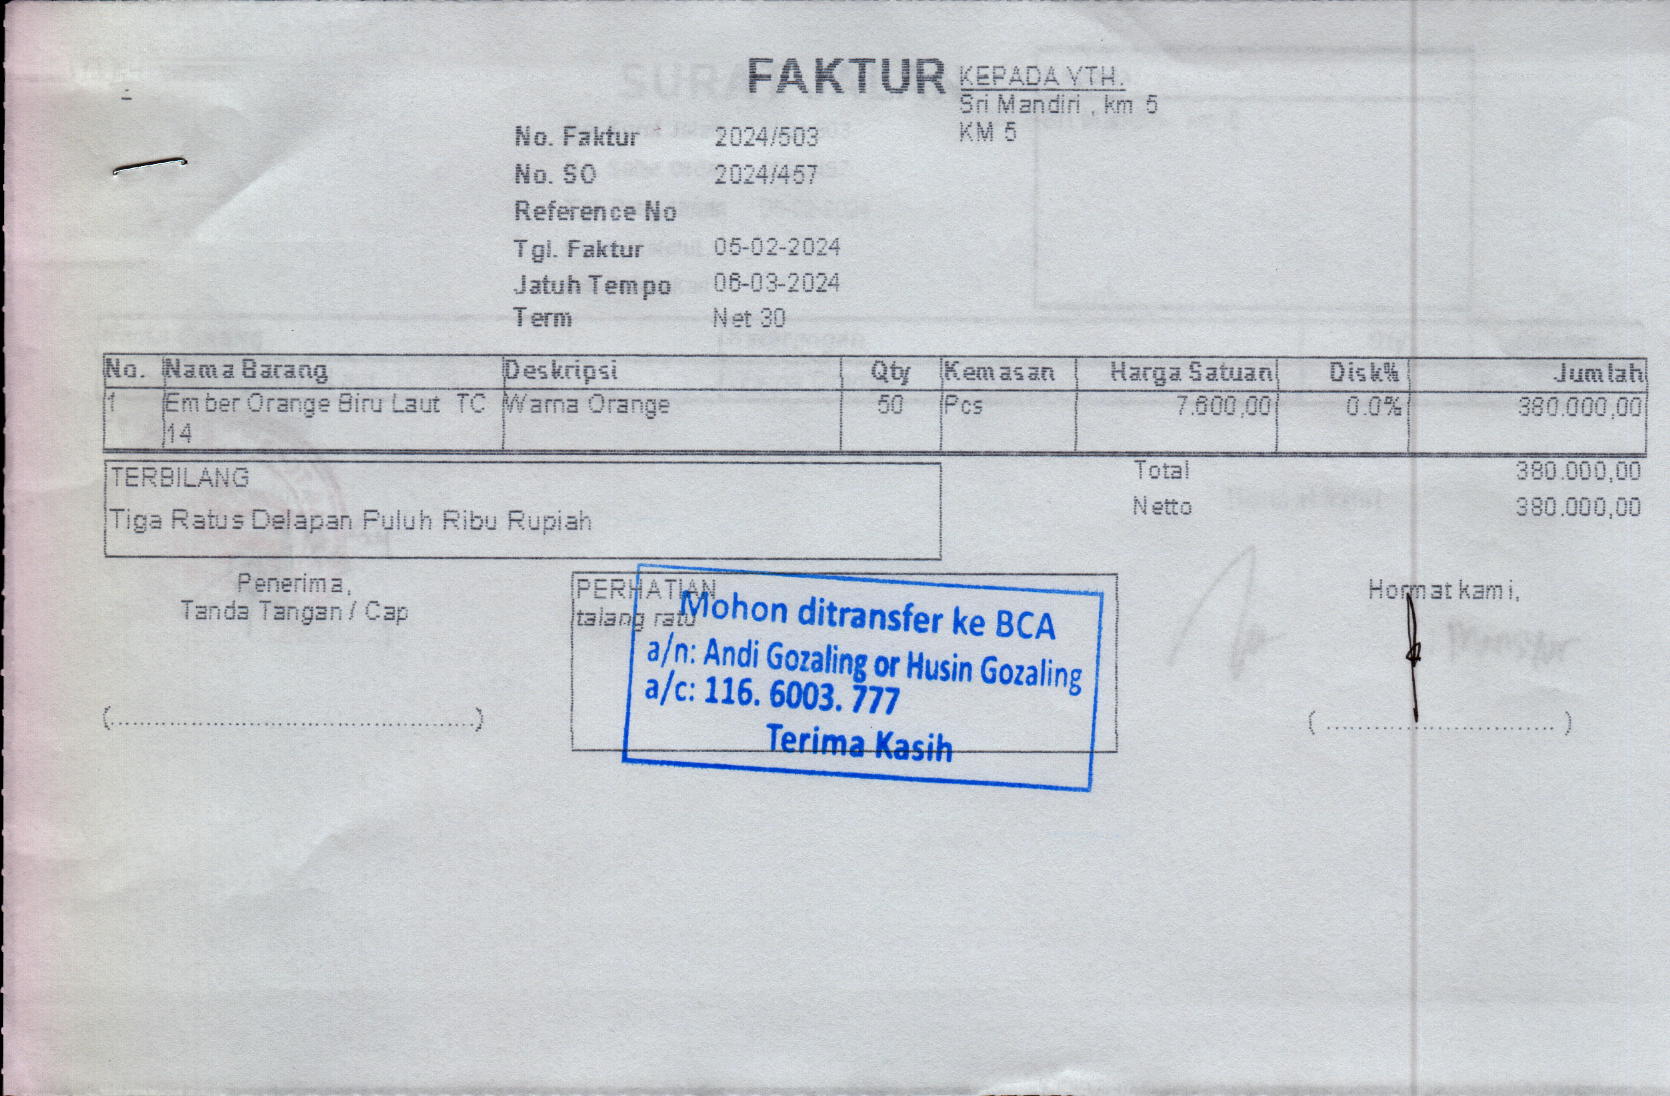 FAKTUR
KEPADA YTH.
Sri Mandiri , km 5
KM 5
No. Faktur 2024/503
No. SO 2024/457
Reference No
Tgl. Faktur 05-02-2024
Jatuh Tempo 06-03-2024
Term Net 30
No. Nama Barang Deskripsi Qty Kemasan Harga Satuan Disk% Jumlah
1 Ember Orange Biru Laut TC Warna Orange 50 Pcs 7.600,00 0.0% 380.000,00
14
TERBILANG
Tiga Ratus Delapan Puluh Ribu Rupiah
Total 380.000,00
Netto 380.000,00
Penerima,
Tanda Tangan / Cap
(..............................................)
PERHATIAN
talang ratu
Mohon ditransfer ke BCA
a/n: Andi Gozaling or Husin Gozaling
a/c: 116. 6003. 777
Terima Kasih
Hormat kami,
( ............................. )